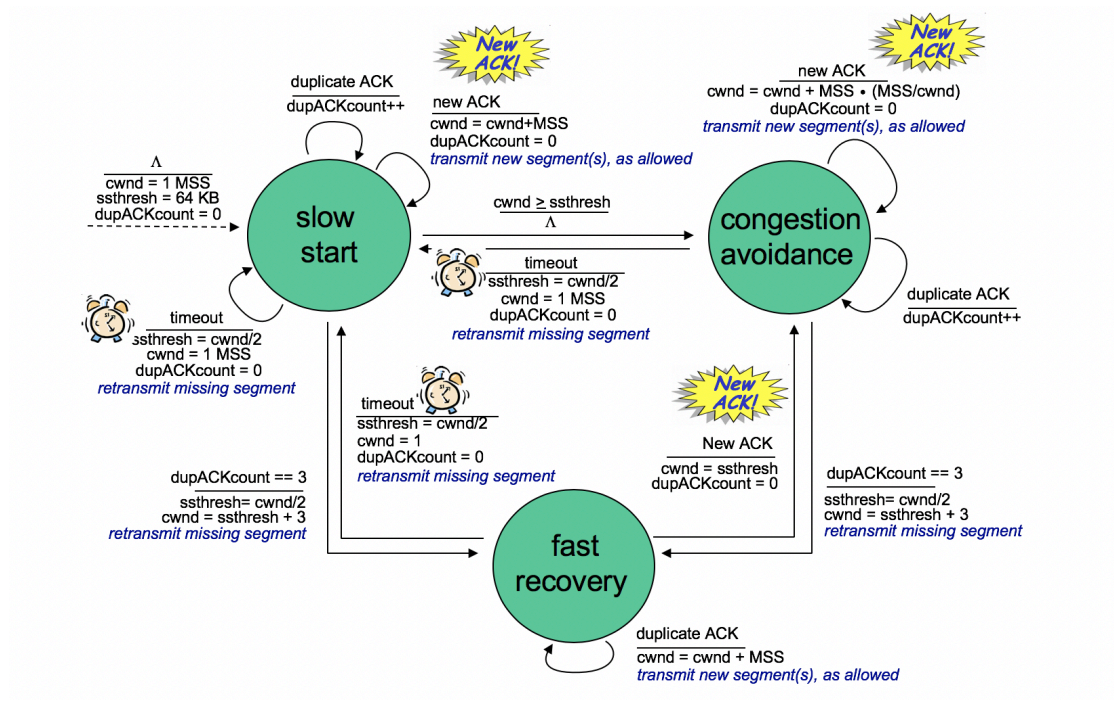 New
ACK!
duplicate ACK
dupACKcount++
new ACK
cwnd = cwnd+MSS
dupACKcount = 0
transmit new segment(s), as allowed
New
ACK!
new ACK
cwnd = cwnd + MSS • (MSS/cwnd)
dupACKcount = 0
transmit new segment(s), as allowed
Λ
cwnd = 1 MSS
ssthresh = 64 KB
dupACKcount = 0
slow
start
cwnd ≥ ssthresh
Λ
congestion
avoidance
timeout
ssthresh = cwnd/2
cwnd = 1 MSS
dupACKcount = 0
retransmit missing segment
duplicate ACK
dupACKcount++
timeout
ssthresh = cwnd/2
cwnd = 1 MSS
dupACKcount = 0
retransmit missing segment
timeout
ssthresh = cwnd/2
cwnd = 1
dupACKcount = 0
retransmit missing segment
New
ACK!
New ACK
cwnd = ssthresh
dupACKcount = 0
dupACKcount == 3
ssthresh= cwnd/2
cwnd = ssthresh + 3
retransmit missing segment
dupACKcount == 3
ssthresh= cwnd/2
cwnd = ssthresh + 3
retransmit missing segment
fast
recovery
duplicate ACK
cwnd = cwnd + MSS
transmit new segment(s), as allowed